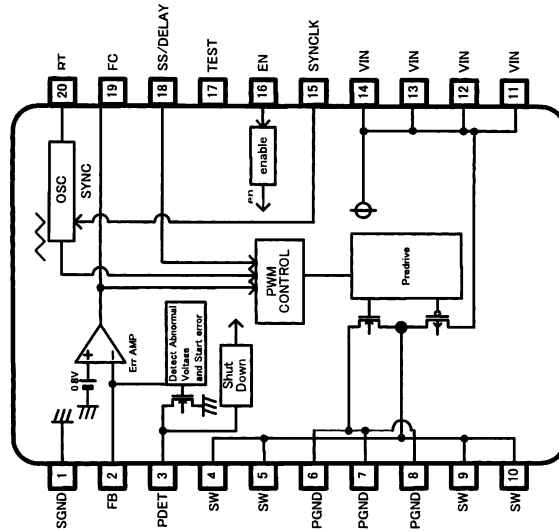 RT
FC
SS/DELAY
TEST
EN
SYNCLK
VIN
VIN
VIN
VIN
20
19
18
17
16
15
14
13
12
11
OSC
SYNC
enable
en
PWM
CONTROL
Predrive
0.8V
+
−
Err AMP
Detect Abnormal
Voltage
and Start error
Shut
Down
1
2
3
4
5
6
7
8
9
10
SGND
FB
PDET
SW
SW
PGND
PGND
PGND
SW
SW